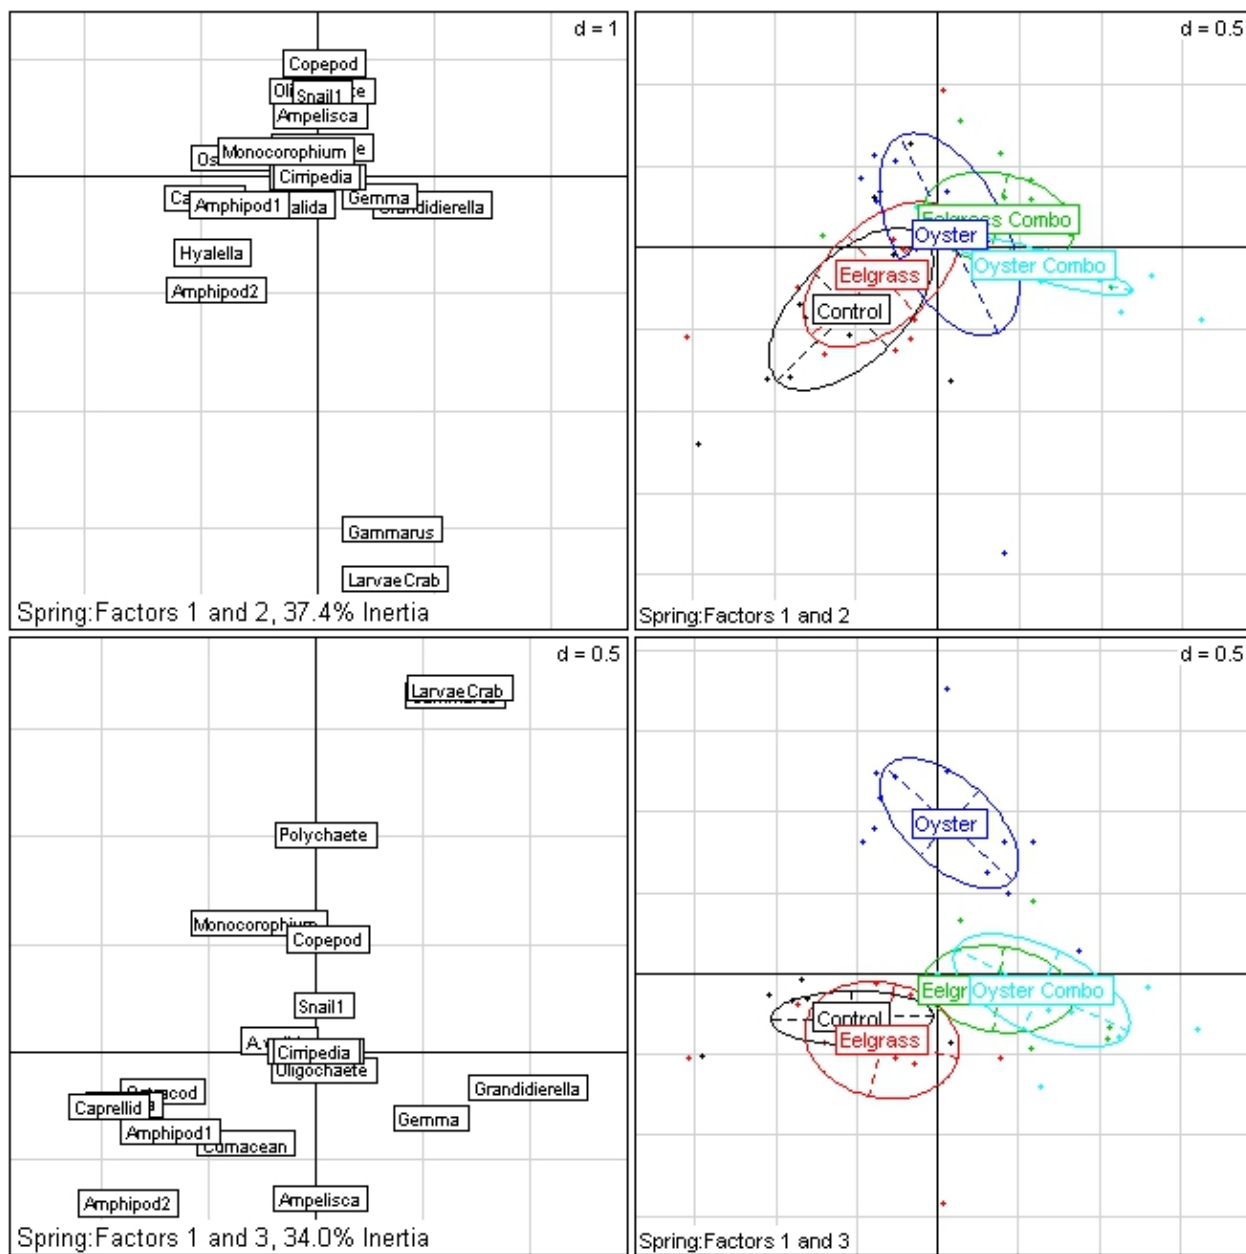 d = 1
Copepod
Snail1
Ampelisca
Monocorophium
Cirripedia
Gemma
Amphipod1
Grandidierella
Hyalella
Amphipod2
Gammarus
LarvaeCrab
Spring:Factors 1 and 2, 37.4% Inertia
d = 0.5
Eelgrass Combo
Oyster
Oyster Combo
Eelgrass
Control
Spring:Factors 1 and 2
d = 0.5
LarvaeCrab
Polychaete
Monocorophium
Copepod
Snail1
Cirripedia
Oligochaete
Ostracod
Grandidierella
Caprellid
Gemma
Amphipod1
Cumacean
Amphipod2
Ampelisca
Spring:Factors 1 and 3, 34.0% Inertia
d = 0.5
Oyster
Oyster Combo
Control
Eelgrass
Spring:Factors 1 and 3